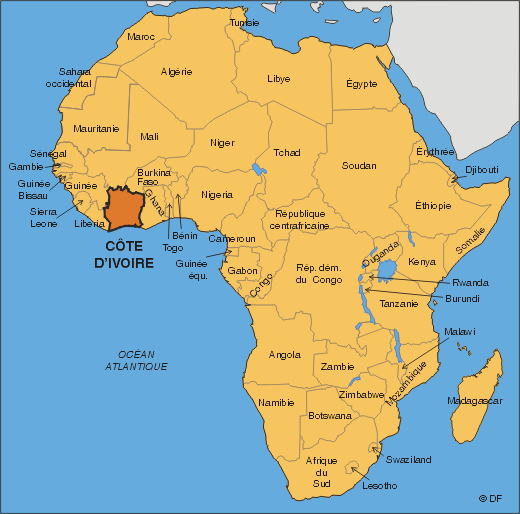 Tunisie
Maroc
Algérie
Libye
Égypte
Sahara
occidental
Mauritanie
Mali
Niger
Tchad
Soudan
Érythrée
Djibouti
Sénégal
Gambie
Guinée
Bissau
Guinée
Sierra
Leone
Liberia
Burkina
Faso
Ghana
Bénin
Togo
Nigeria
CÔTE
D'IVOIRE
Cameroun
Guinée
équ.
République
centrafricaine
Éthiopie
Somalie
Ouganda
Kenya
Gabon
Congo
Rép. dém.
du Congo
Rwanda
Burundi
Tanzanie
Malawi
OCÉAN
ATLANTIQUE
Angola
Zambie
Mozambique
Zimbabwe
Madagascar
Namibie
Botswana
Swaziland
Afrique
du
Sud
Lesotho
© DF